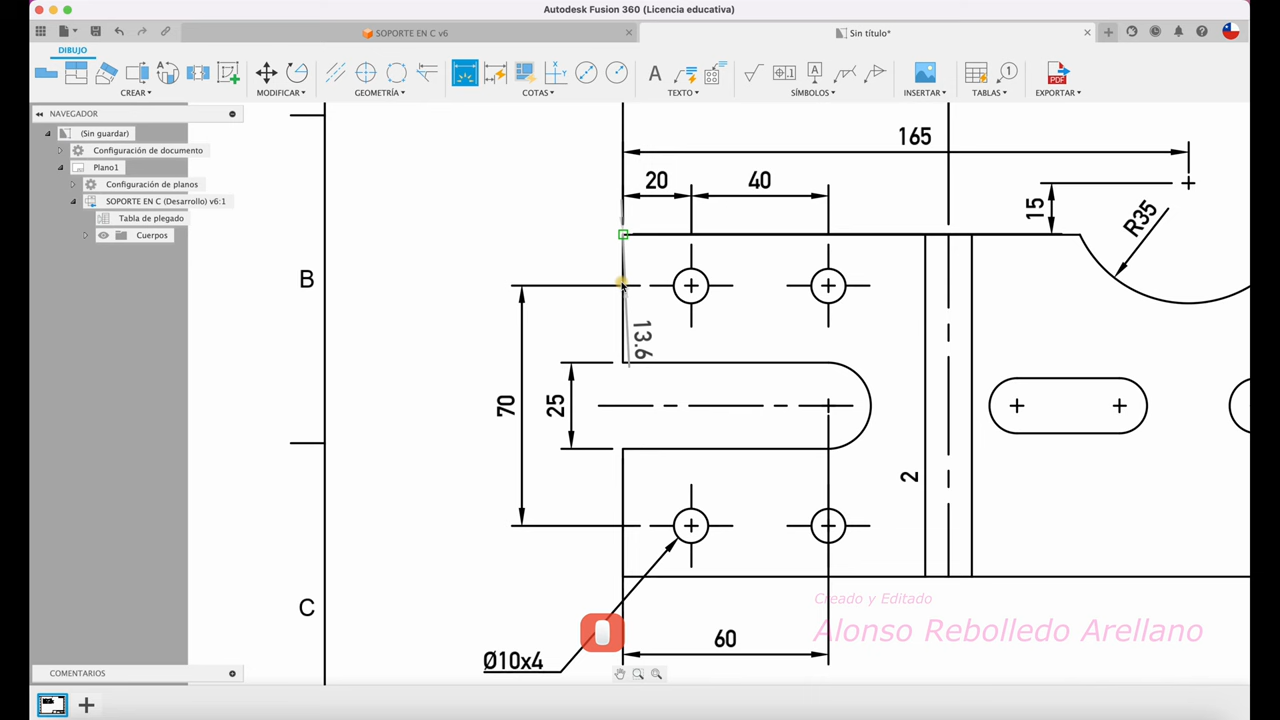 Autodesk Fusion 360 (Licencia educativa)
SOPORTE EN C v6
Sin título*
DIBUJO
CREAR
MODIFICAR
GEOMETRÍA
COTAS
TEXTO
SÍMBOLOS
INSERTAR
TABLAS
EXPORTAR
NAVEGADOR
(Sin guardar)
Configuración de documento
Plano1
Configuración de planos
SOPORTE EN C (Desarrollo) v6:1
Tabla de plegado
Cuerpos
165
20
40
15
R35
B
13.6
70
25
2
C
Ø10x4
60
Creado y Editado
Alonso Rebolledo Arellano
COMENTARIOS